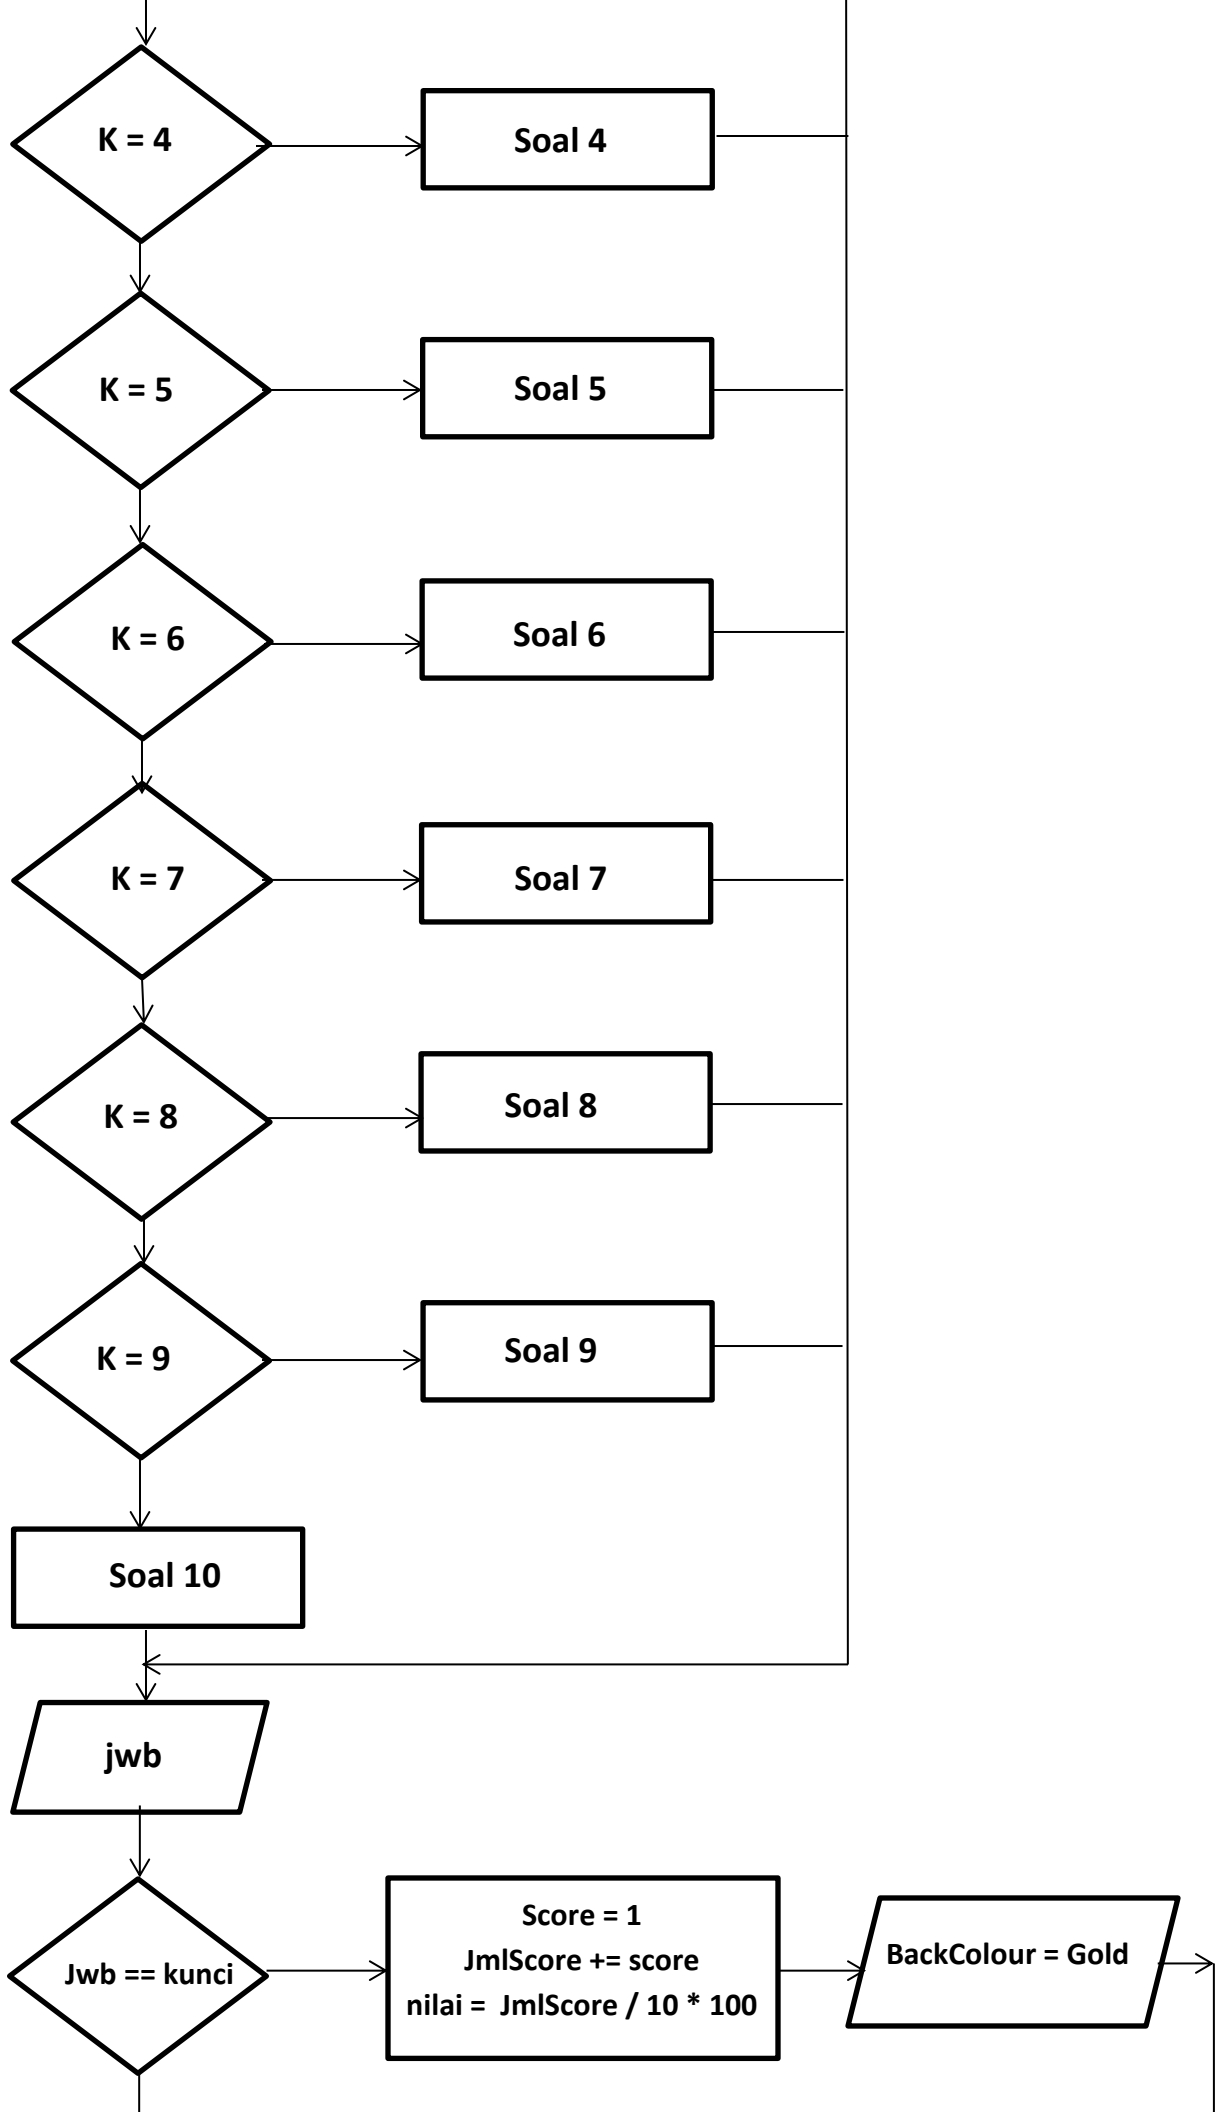 K = 4
Soal 4
K = 5
Soal 5
K = 6
Soal 6
K = 7
Soal 7
K = 8
Soal 8
K = 9
Soal 9
Soal 10
jwb
Jwb == kunci
Score = 1
JmlScore += score
nilai = JmlScore / 10 * 100
BackColour = Gold